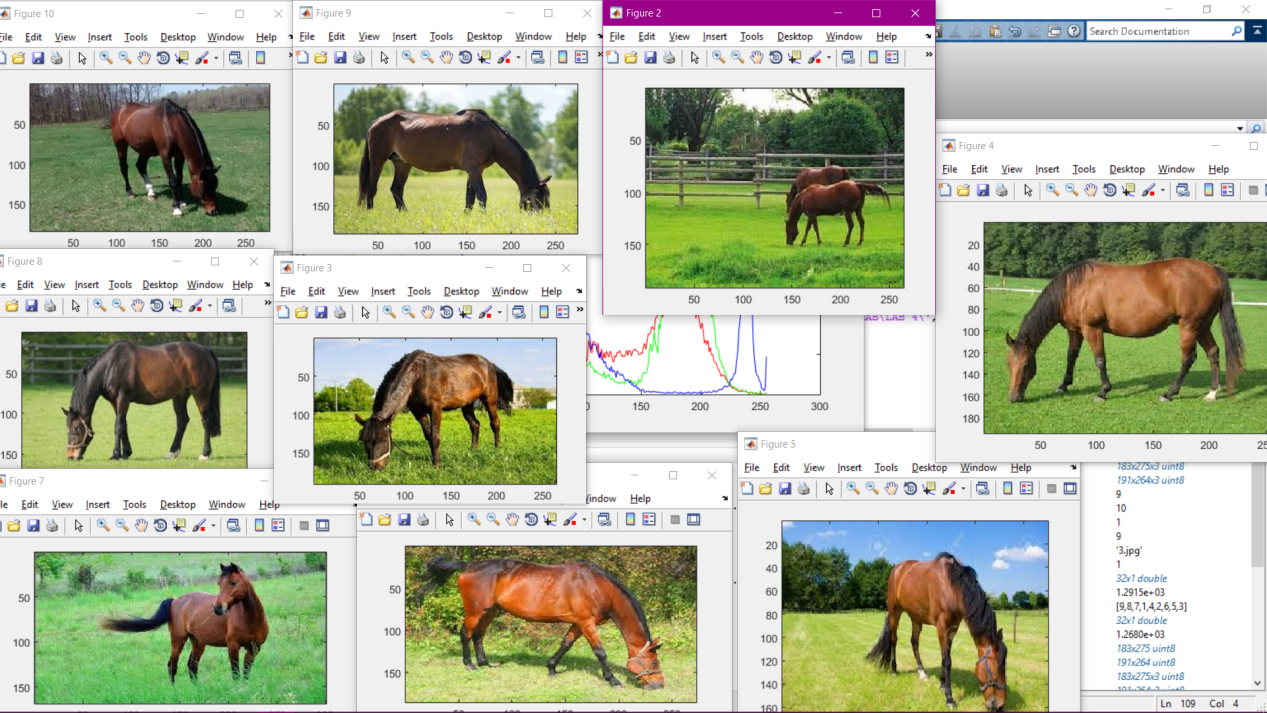 Figure 10
File Edit View Insert Tools Desktop Window Help
50
100
150
50 100 150 200 250
Figure 9
File Edit View Insert Tools Desktop Window Help
50
100
150
50 100 150 200 250
Figure 2
File Edit View Insert Tools Desktop Window Help
50
100
150
50 100 150 200 250
Search Documentation
Figure 4
File Edit View Insert Tools Desktop Window Help
20
40
60
80
100
120
140
160
180
50 100 150 200
Figure 8
Edit View Insert Tools Desktop Window Help
50
100
150
Figure 3
File Edit View Insert Tools Desktop Window Help
50
100
150
50 100 150 200 250
150 200 250 300
AB\LAB 4\',
Figure 7
Edit View Insert Tools Desktop Window Help
50
100
150
Window Help
50
100
150
Figure 5
File Edit View Insert Tools Desktop Window Help
20
40
60
80
100
120
140
160
183x275x3 uint8
191x264x3 uint8
9
10
1
9
'3.jpg'
1
32x1 double
1.2915e+03
[9,8,7,1,4,2,6,5,3]
32x1 double
1.2680e+03
183x275 uint8
191x264 uint8
183x275x3 uint8
191x264x3 uint8
Ln 109 Col 4